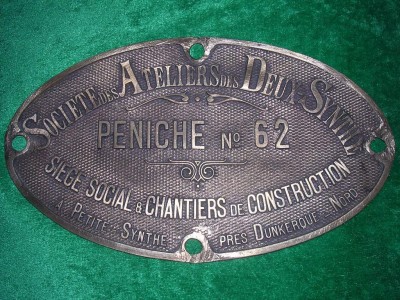 SOCIETE DES ATELIERS DES DEUX-SYNTHE
PENICHE No 62
SIEGE SOCIAL & CHANTIERS DE CONSTRUCTION
A PETITE-SYNTHE PRES DUNKERQUE NORD